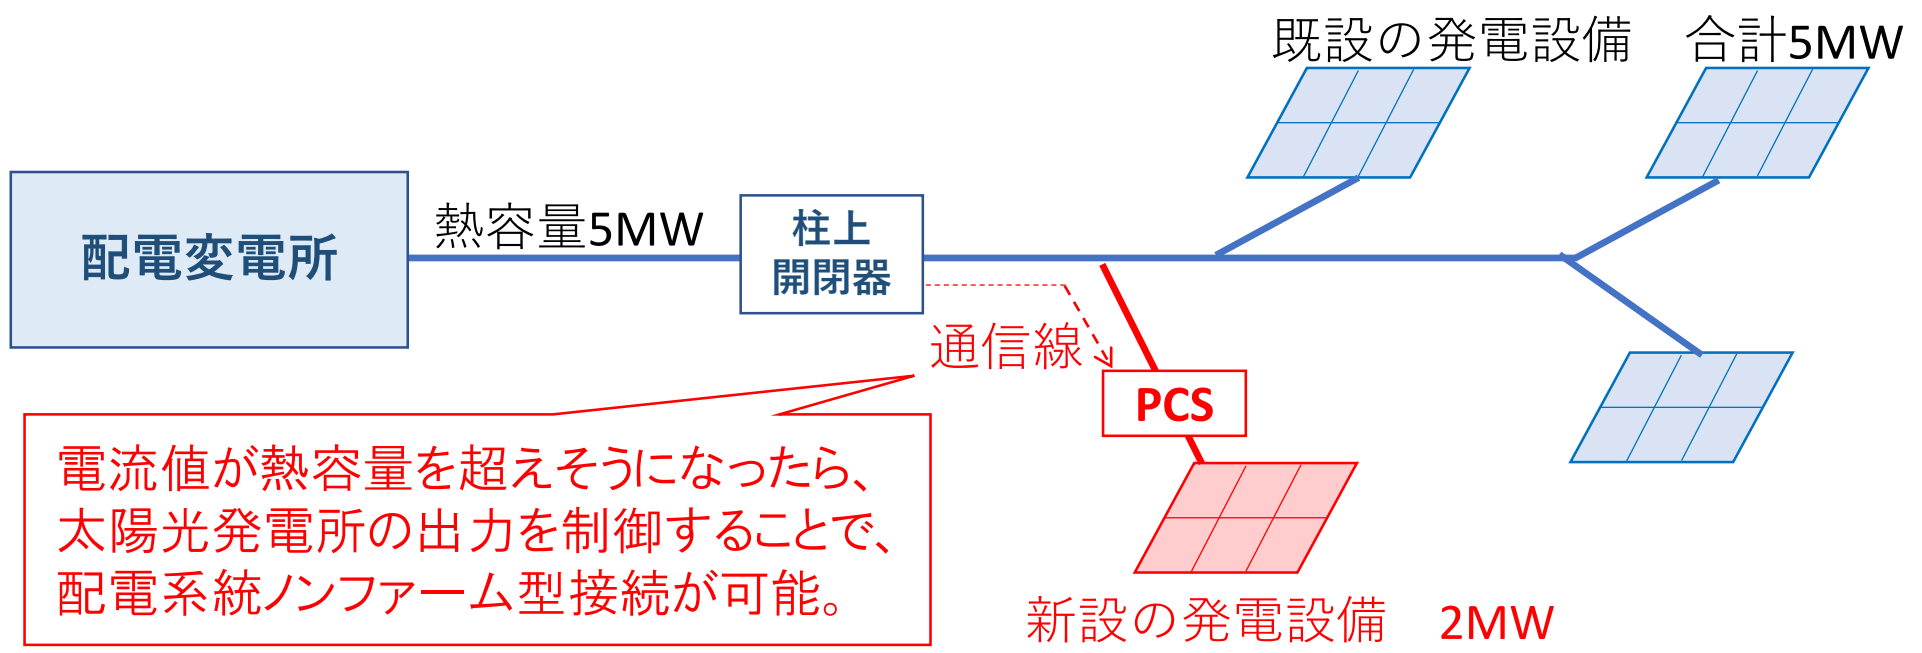 既設の発電設備　合計5MW
配電変電所
熱容量5MW
柱上
開閉器
通信線
PCS
電流値が熱容量を超えそうになったら、
太陽光発電所の出力を制御することで、
配電系統ノンファーム型接続が可能。
新設の発電設備　2MW